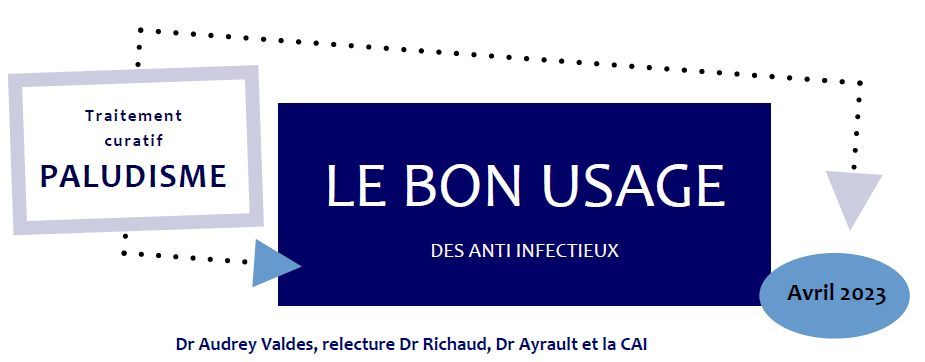 Traitement
curatif
PALUDISME
LE BON USAGE
DES ANTI INFECTIEUX
Avril 2023
Dr Audrey Valdes, relecture Dr Richaud, Dr Ayrault et la CAI